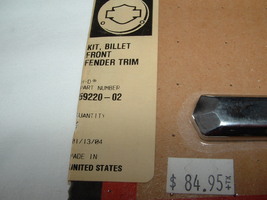 KIT, BILLET
FRONT
FENDER TRIM
PART NUMBER
59220-02
QUANTITY
01/13/04
MADE IN
UNITED STATES
$ 84.95+TX